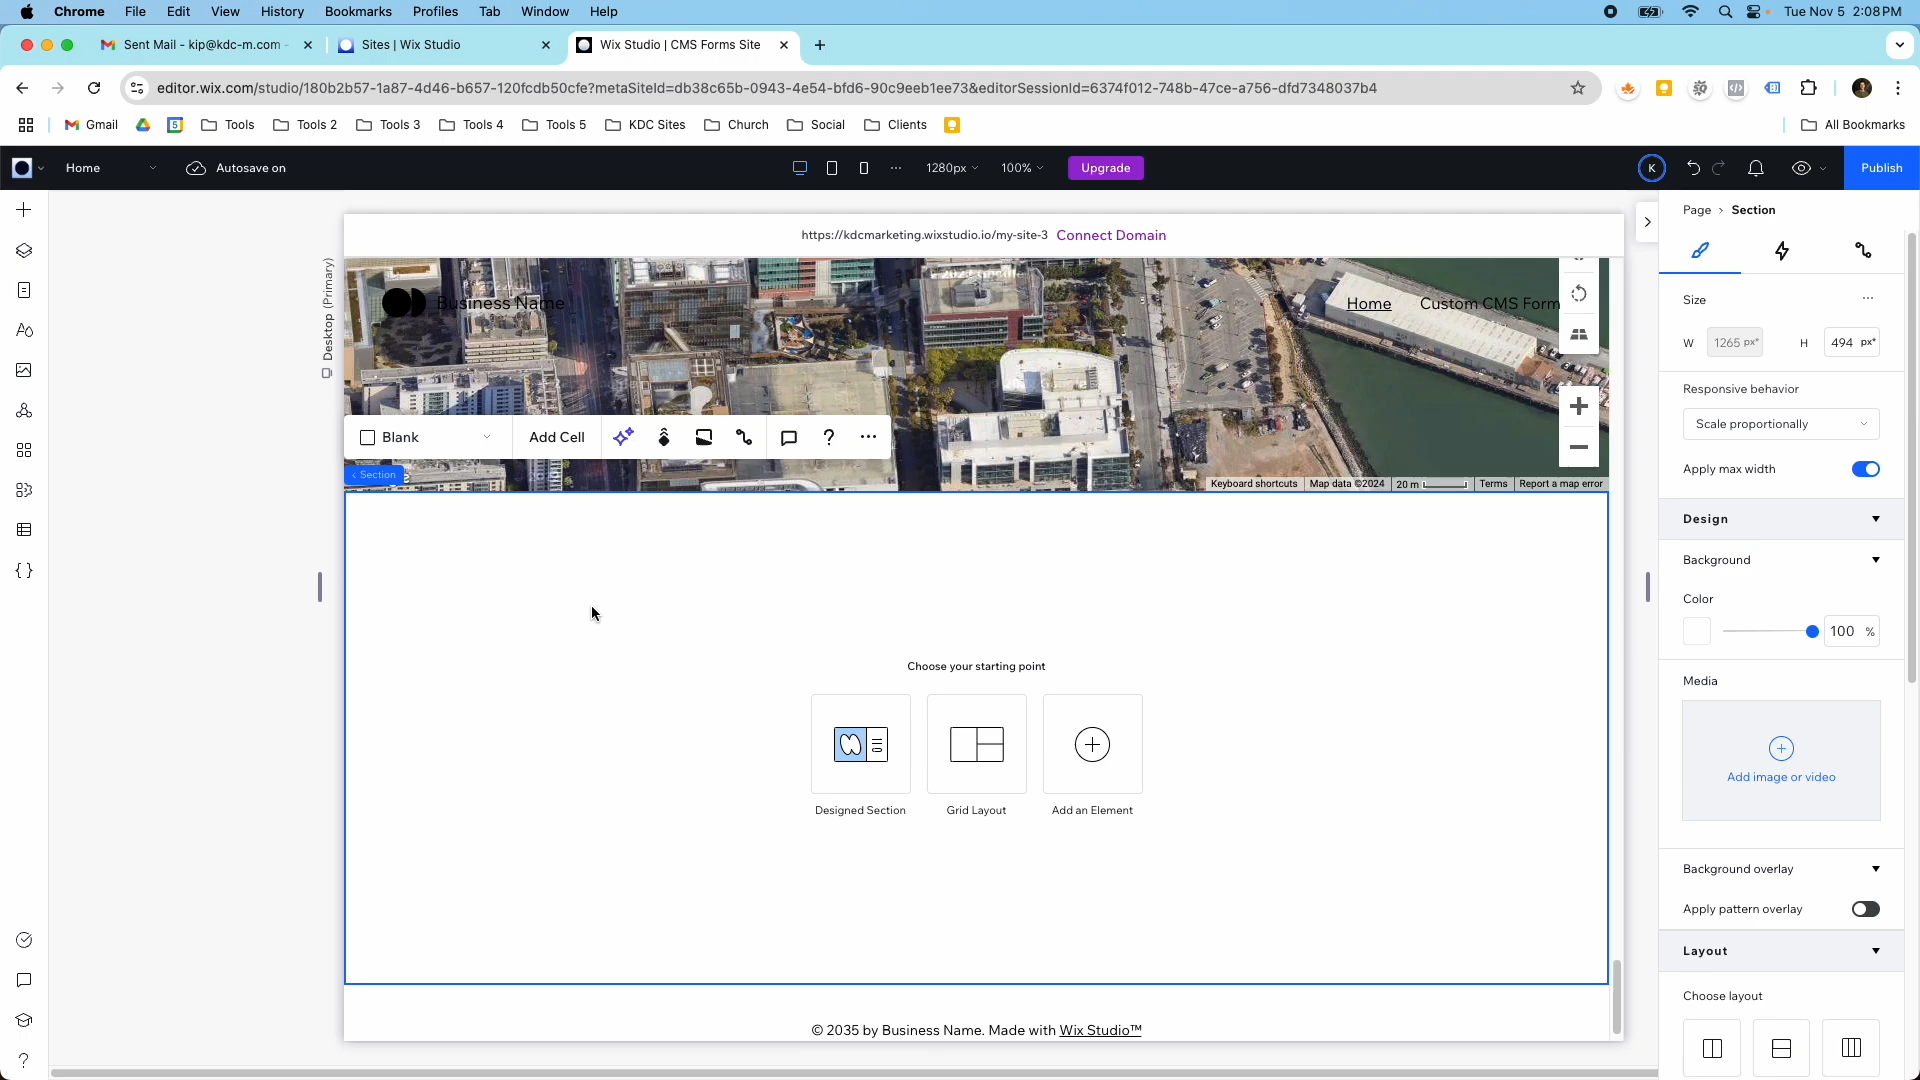 Chrome File Edit View History Bookmarks Profiles Tab Window Help Tue Nov 5 2:08 PM
Sent Mail - kip@kdc-m.com - Sites | Wix Studio Wix Studio | CMS Forms Site
editor.wix.com/studio/180b2b57-1a87-4d46-b657-120fcdb50cfe?metaSiteId=db38c65b-0943-4e54-bfd6-90c9eeb1ee73&editorSessionId=6374f012-748b-47ce-a756-dfd7348037b4
Gmail 5 Tools Tools 2 Tools 3 Tools 4 Tools 5 KDC Sites Church Social Clients All Bookmarks
Home Autosave on 1280px 100% Upgrade K Publish
Page > Section
https://kdcmarketing.wixstudio.io/my-site-3 Connect Domain
Desktop (Primary)
Business Name Home Custom CMS Form
Size
W 1265 px* H 494 px*
Responsive behavior
Scale proportionally
Blank Add Cell
Apply max width
< Section
Keyboard shortcuts Map data ©2024 20 m Terms Report a map error
Design
Background
Color
100 %
Choose your starting point
Media
Add image or video
Designed Section Grid Layout Add an Element
Background overlay
Apply pattern overlay
Layout
Choose layout
© 2035 by Business Name. Made with Wix Studio™